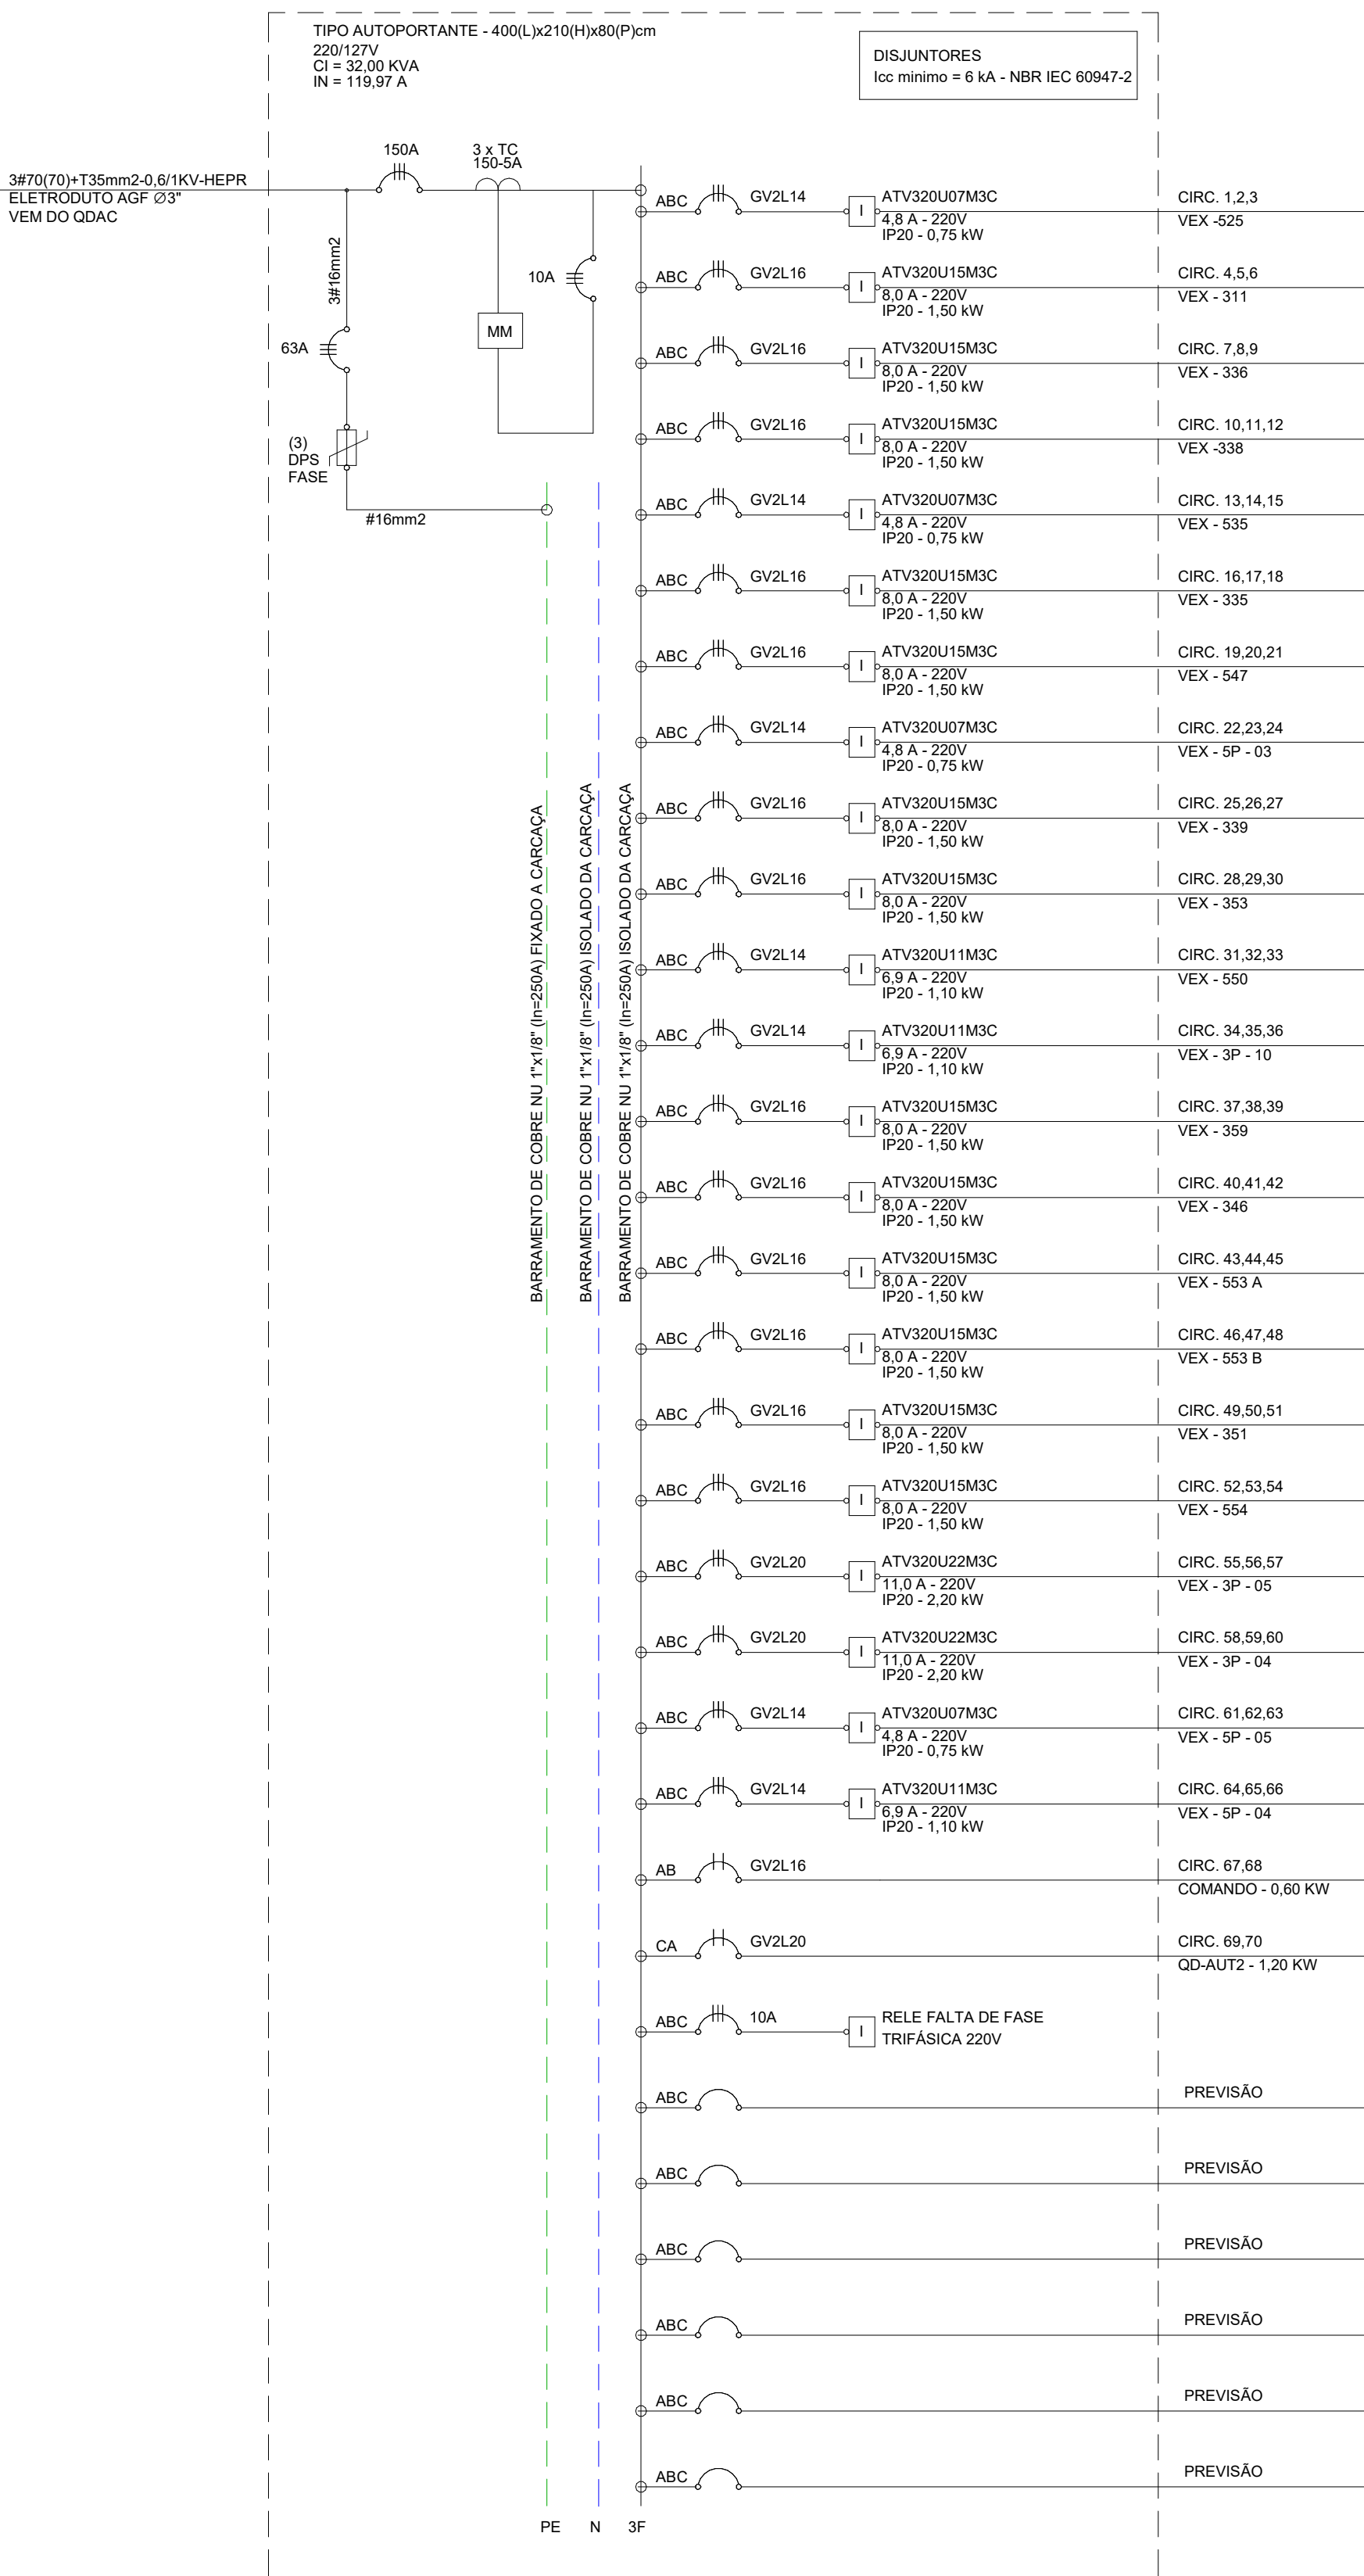 TIPO AUTOPORTANTE - 400(L)x210(H)x80(P)cm
220/127V
CI = 32,00 KVA
IN = 119,97 A
DISJUNTORES
Icc minimo = 6 kA - NBR IEC 60947-2
3#70(70)+T35mm2-0,6/1KV-HEPR
ELETRODUTO AGF Ø3"
VEM DO QDAC
150A
3 x TC
150-5A
3#16mm2
63A
10A
MM
(3)
DPS
FASE
#16mm2
BARRAMENTO DE COBRE NU 1"x1/8" (In=250A) FIXADO A CARCAÇA
BARRAMENTO DE COBRE NU 1"x1/8" (In=250A) ISOLADO DA CARCAÇA
BARRAMENTO DE COBRE NU 1"x1/8" (In=250A) ISOLADO DA CARCAÇA
ABC GV2L14 I ATV320U07M3C CIRC. 1,2,3
4,8 A - 220V VEX -525
IP20 - 0,75 kW
ABC GV2L16 I ATV320U15M3C CIRC. 4,5,6
8,0 A - 220V VEX - 311
IP20 - 1,50 kW
ABC GV2L16 I ATV320U15M3C CIRC. 7,8,9
8,0 A - 220V VEX - 336
IP20 - 1,50 kW
ABC GV2L16 I ATV320U15M3C CIRC. 10,11,12
8,0 A - 220V VEX -338
IP20 - 1,50 kW
ABC GV2L14 I ATV320U07M3C CIRC. 13,14,15
4,8 A - 220V VEX - 535
IP20 - 0,75 kW
ABC GV2L16 I ATV320U15M3C CIRC. 16,17,18
8,0 A - 220V VEX - 335
IP20 - 1,50 kW
ABC GV2L16 I ATV320U15M3C CIRC. 19,20,21
8,0 A - 220V VEX - 547
IP20 - 1,50 kW
ABC GV2L14 I ATV320U07M3C CIRC. 22,23,24
4,8 A - 220V VEX - 5P - 03
IP20 - 0,75 kW
ABC GV2L16 I ATV320U15M3C CIRC. 25,26,27
8,0 A - 220V VEX - 339
IP20 - 1,50 kW
ABC GV2L16 I ATV320U15M3C CIRC. 28,29,30
8,0 A - 220V VEX - 353
IP20 - 1,50 kW
ABC GV2L14 I ATV320U11M3C CIRC. 31,32,33
6,9 A - 220V VEX - 550
IP20 - 1,10 kW
ABC GV2L14 I ATV320U11M3C CIRC. 34,35,36
6,9 A - 220V VEX - 3P - 10
IP20 - 1,10 kW
ABC GV2L16 I ATV320U15M3C CIRC. 37,38,39
8,0 A - 220V VEX - 359
IP20 - 1,50 kW
ABC GV2L16 I ATV320U15M3C CIRC. 40,41,42
8,0 A - 220V VEX - 346
IP20 - 1,50 kW
ABC GV2L16 I ATV320U15M3C CIRC. 43,44,45
8,0 A - 220V VEX - 553 A
IP20 - 1,50 kW
ABC GV2L16 I ATV320U15M3C CIRC. 46,47,48
8,0 A - 220V VEX - 553 B
IP20 - 1,50 kW
ABC GV2L16 I ATV320U15M3C CIRC. 49,50,51
8,0 A - 220V VEX - 351
IP20 - 1,50 kW
ABC GV2L16 I ATV320U15M3C CIRC. 52,53,54
8,0 A - 220V VEX - 554
IP20 - 1,50 kW
ABC GV2L20 I ATV320U22M3C CIRC. 55,56,57
11,0 A - 220V VEX - 3P - 05
IP20 - 2,20 kW
ABC GV2L20 I ATV320U22M3C CIRC. 58,59,60
11,0 A - 220V VEX - 3P - 04
IP20 - 2,20 kW
ABC GV2L14 I ATV320U07M3C CIRC. 61,62,63
4,8 A - 220V VEX - 5P - 05
IP20 - 0,75 kW
ABC GV2L14 I ATV320U11M3C CIRC. 64,65,66
6,9 A - 220V VEX - 5P - 04
IP20 - 1,10 kW
AB GV2L16 CIRC. 67,68
COMANDO - 0,60 KW
CA GV2L20 CIRC. 69,70
QD-AUT2 - 1,20 KW
ABC 10A I RELE FALTA DE FASE
TRIFÁSICA 220V
ABC PREVISÃO
ABC PREVISÃO
ABC PREVISÃO
ABC PREVISÃO
ABC PREVISÃO
ABC PREVISÃO
PE N 3F